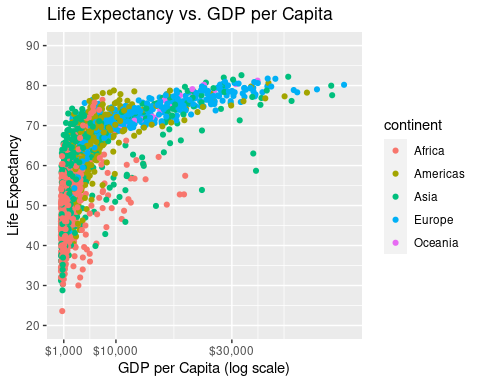 Life Expectancy vs. GDP per Capita
90
80
70
60
50
40
30
20
Life Expectancy
$1,000 $10,000 $30,000
GDP per Capita (log scale)
continent
Africa
Americas
Asia
Europe
Oceania